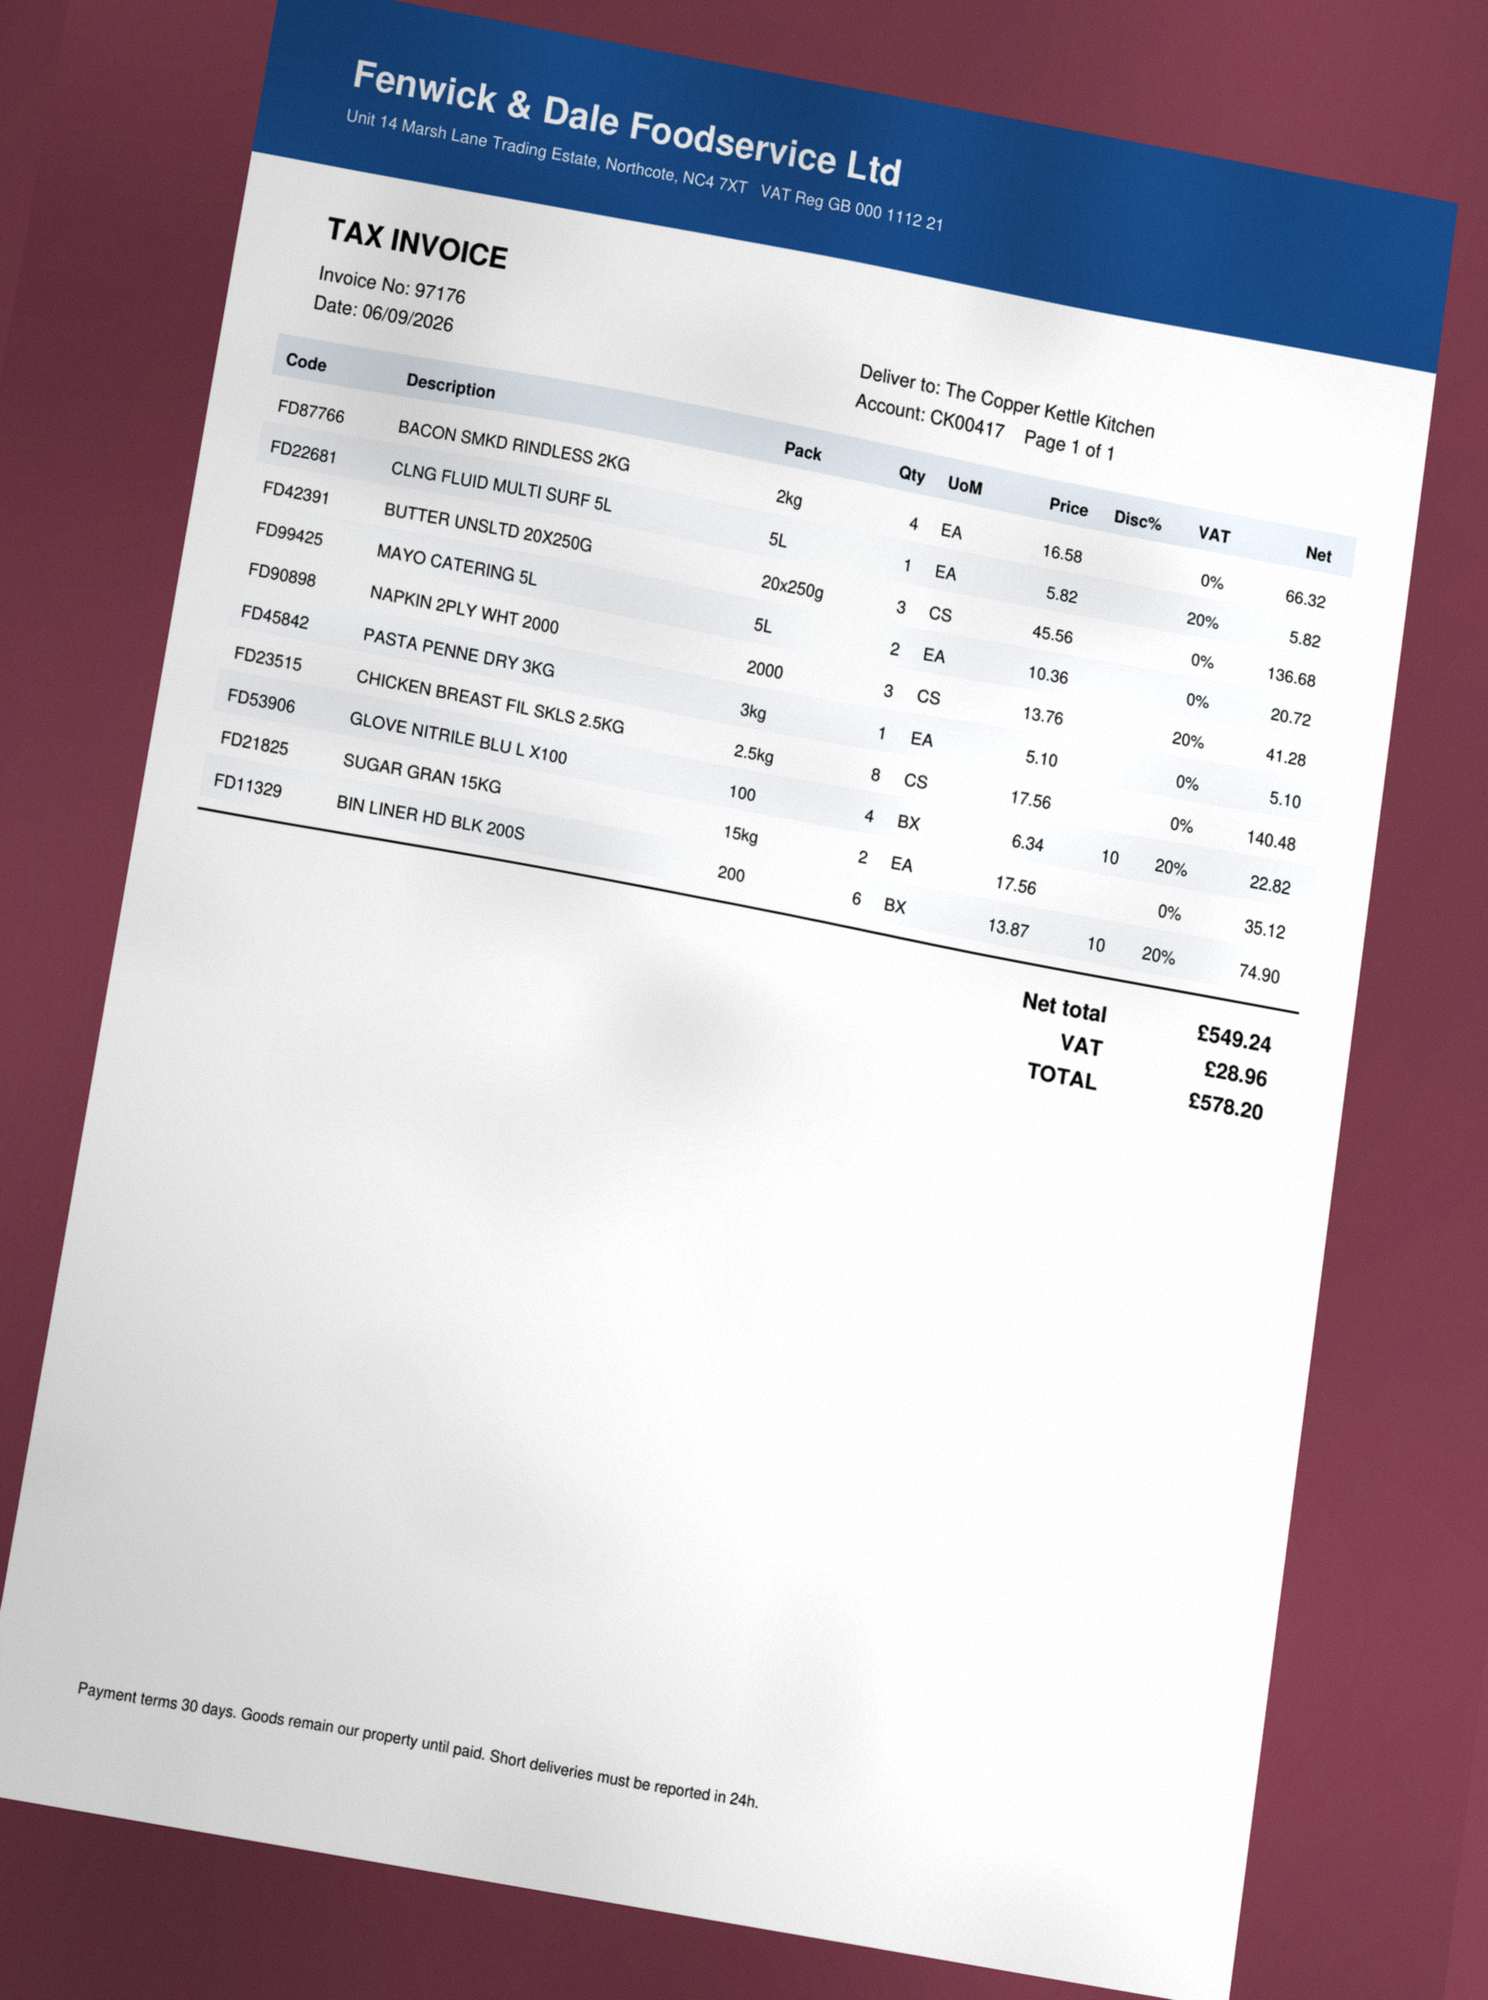 Fenwick & Dale Foodservice Ltd
Unit 14 Marsh Lane Trading Estate, Northcote, NC4 7XT VAT Reg GB 000 1112 21
TAX INVOICE
Invoice No: 97176
Date: 06/09/2026
Deliver to: The Copper Kettle Kitchen
Account: CK00417 Page 1 of 1
Code Description Pack Qty UoM Price Disc% VAT Net
FD87766 BACON SMKD RINDLESS 2KG 2kg 4 EA 16.58 0% 66.32
FD22681 CLNG FLUID MULTI SURF 5L 5L 1 EA 5.82 20% 5.82
FD42391 BUTTER UNSLTD 20X250G 20x250g 3 CS 45.56 0% 136.68
FD99425 MAYO CATERING 5L 5L 2 EA 10.36 0% 20.72
FD90898 NAPKIN 2PLY WHT 2000 2000 3 CS 13.76 20% 41.28
FD45842 PASTA PENNE DRY 3KG 3kg 1 EA 5.10 0% 5.10
FD23515 CHICKEN BREAST FIL SKLS 2.5KG 2.5kg 8 CS 17.56 0% 140.48
FD53906 GLOVE NITRILE BLU L X100 100 4 BX 6.34 10 20% 22.82
FD21825 SUGAR GRAN 15KG 15kg 2 EA 17.56 0% 35.12
FD11329 BIN LINER HD BLK 200S 200 6 BX 13.87 10 20% 74.90
Net total £549.24
VAT £28.96
TOTAL £578.20
Payment terms 30 days. Goods remain our property until paid. Short deliveries must be reported in 24h.